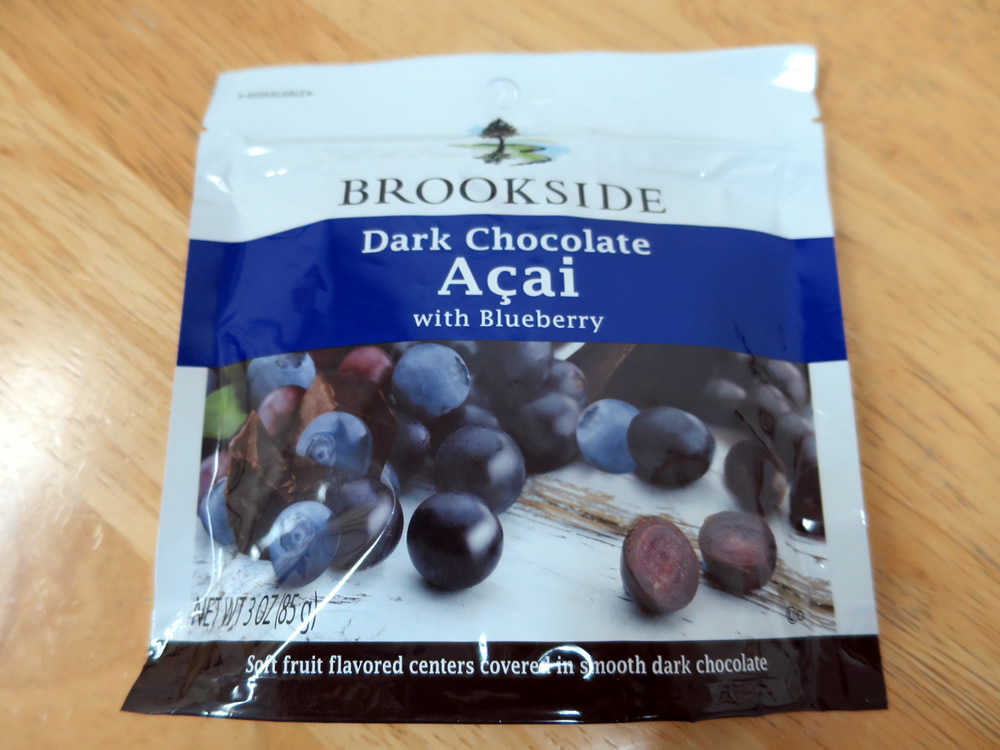 BROOKSIDE
Dark Chocolate
Açai
with Blueberry
NET WT 3 OZ (85 g)
Soft fruit flavored centers covered in smooth dark chocolate